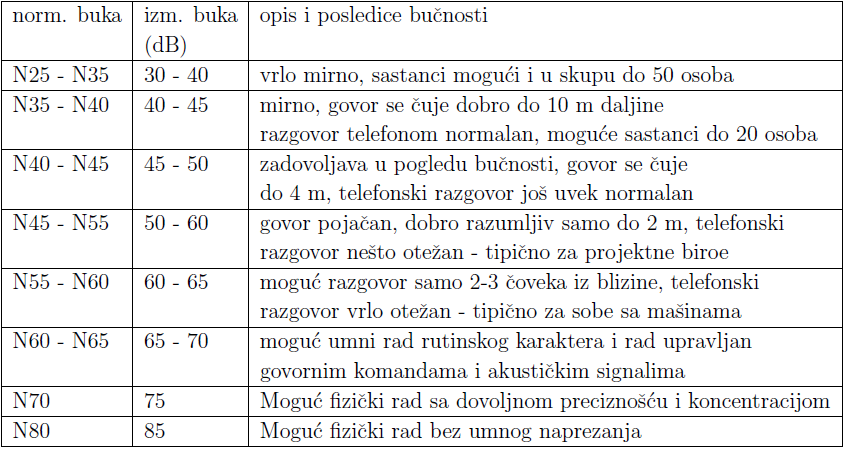 norm. buka izm. buka opis i posledice bučnosti
(dB)
N25 - N35 30 - 40 vrlo mirno, sastanci mogući i u skupu do 50 osoba
N35 - N40 40 - 45 mirno, govor se čuje dobro do 10 m daljine
razgovor telefonom normalan, moguće sastanci do 20 osoba
N40 - N45 45 - 50 zadovoljava u pogledu bučnosti, govor se čuje
do 4 m, telefonski razgovor još uvek normalan
N45 - N55 50 - 60 govor pojačan, dobro razumljiv samo do 2 m, telefonski
razgovor nešto otežan - tipično za projektne biroe
N55 - N60 60 - 65 moguć razgovor samo 2-3 čoveka iz blizine, telefonski
razgovor vrlo otežan - tipično za sobe sa mašinama
N60 - N65 65 - 70 moguć umni rad rutinskog karaktera i rad upravljan
govornim komandama i akustičkim signalima
N70 75 Moguć fizički rad sa dovoljnom preciznošću i koncentracijom
N80 85 Moguć fizički rad bez umnog naprezanja